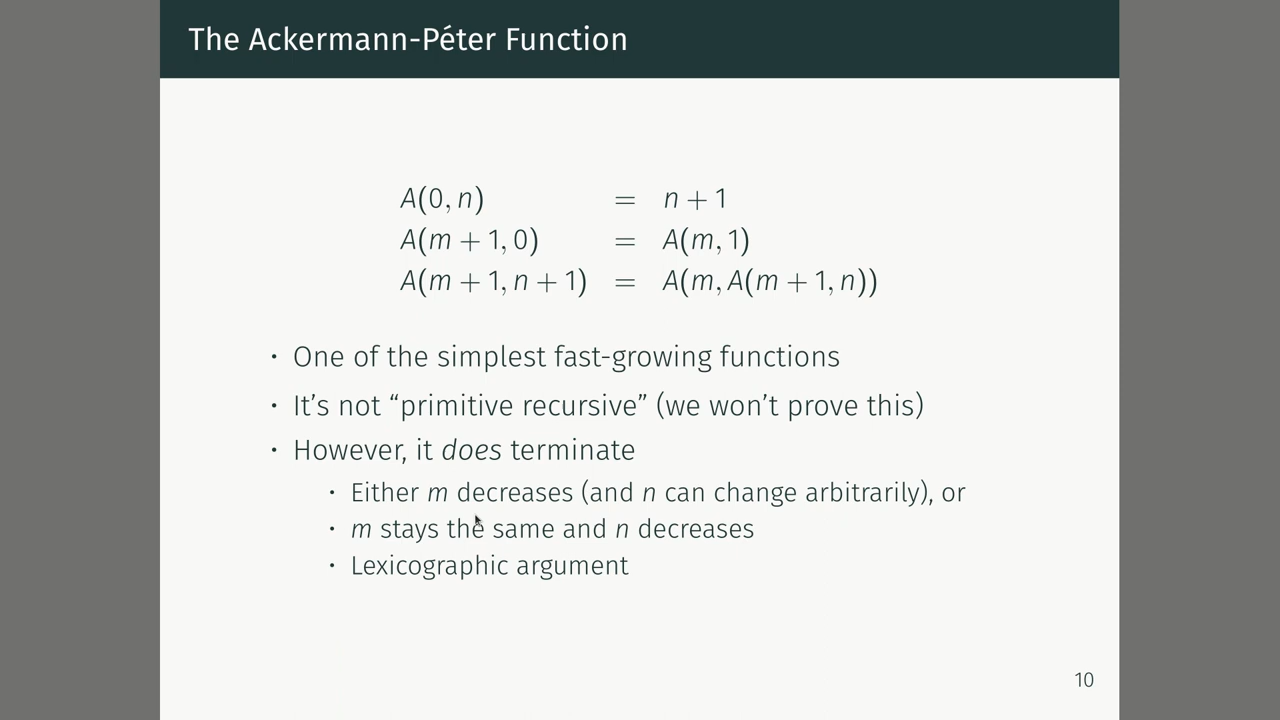 The Ackermann-Péter Function
A(0, n) = n + 1
A(m + 1, 0) = A(m, 1)
A(m + 1, n + 1) = A(m, A(m + 1, n))
• One of the simplest fast-growing functions
• It’s not “primitive recursive” (we won’t prove this)
• However, it does terminate
• Either m decreases (and n can change arbitrarily), or
• m stays the same and n decreases
• Lexicographic argument
10